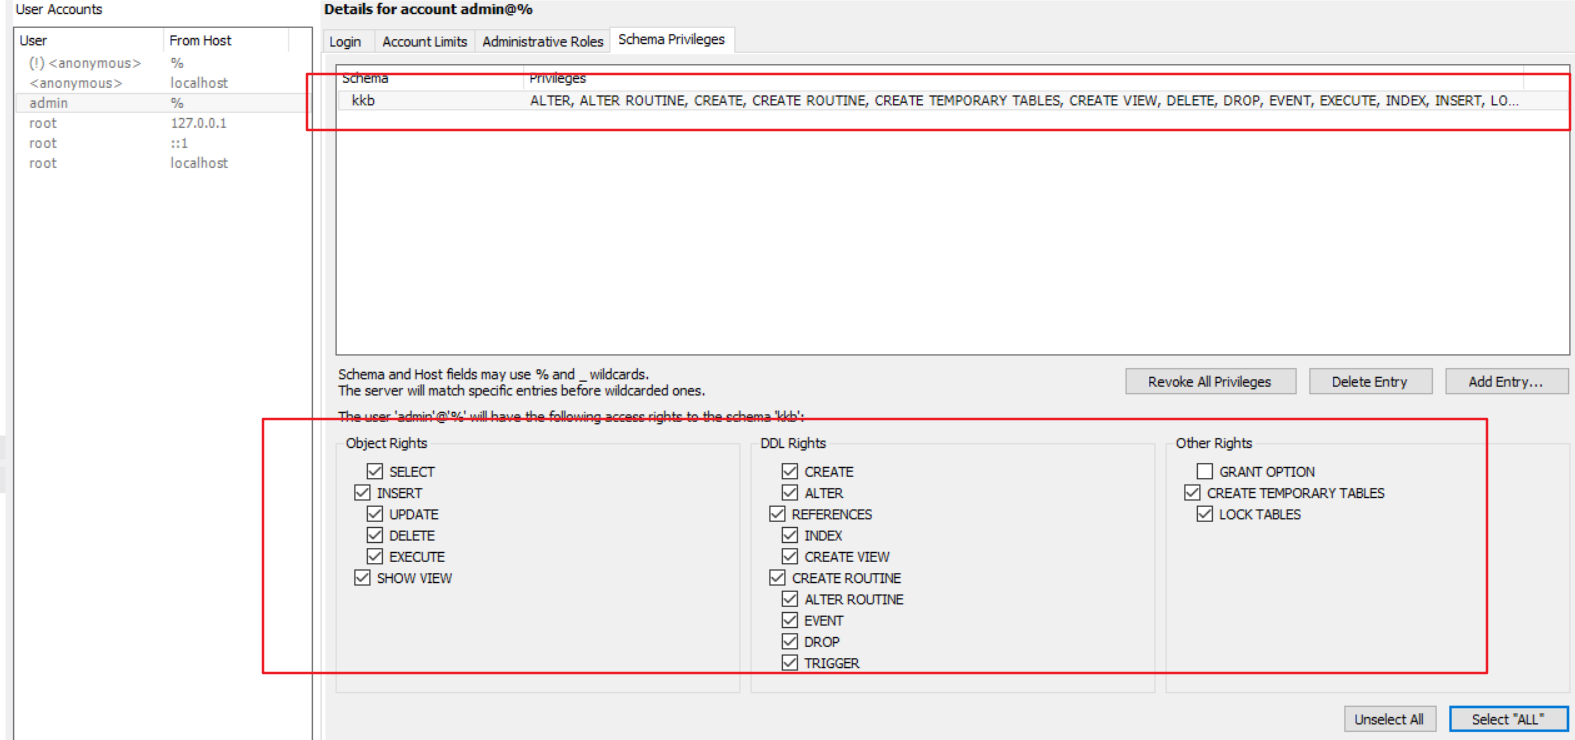 User Accounts
Details for account admin@%
User From Host
(!) <anonymous> %
<anonymous> localhost
admin %
root 127.0.0.1
root ::1
root localhost
Login Account Limits Administrative Roles Schema Privileges
Schema Privileges
kkb ALTER, ALTER ROUTINE, CREATE, CREATE ROUTINE, CREATE TEMPORARY TABLES, CREATE VIEW, DELETE, DROP, EVENT, EXECUTE, INDEX, INSERT, LO...
Schema and Host fields may use % and _ wildcards.
The server will match specific entries before wildcarded ones.
Revoke All Privileges Delete Entry Add Entry...
The user 'admin'@'%' will have the following access rights to the schema 'kkb':
Object Rights
SELECT
INSERT
UPDATE
DELETE
EXECUTE
SHOW VIEW
DDL Rights
CREATE
ALTER
REFERENCES
INDEX
CREATE VIEW
CREATE ROUTINE
ALTER ROUTINE
EVENT
DROP
TRIGGER
Other Rights
GRANT OPTION
CREATE TEMPORARY TABLES
LOCK TABLES
Unselect All Select "ALL"